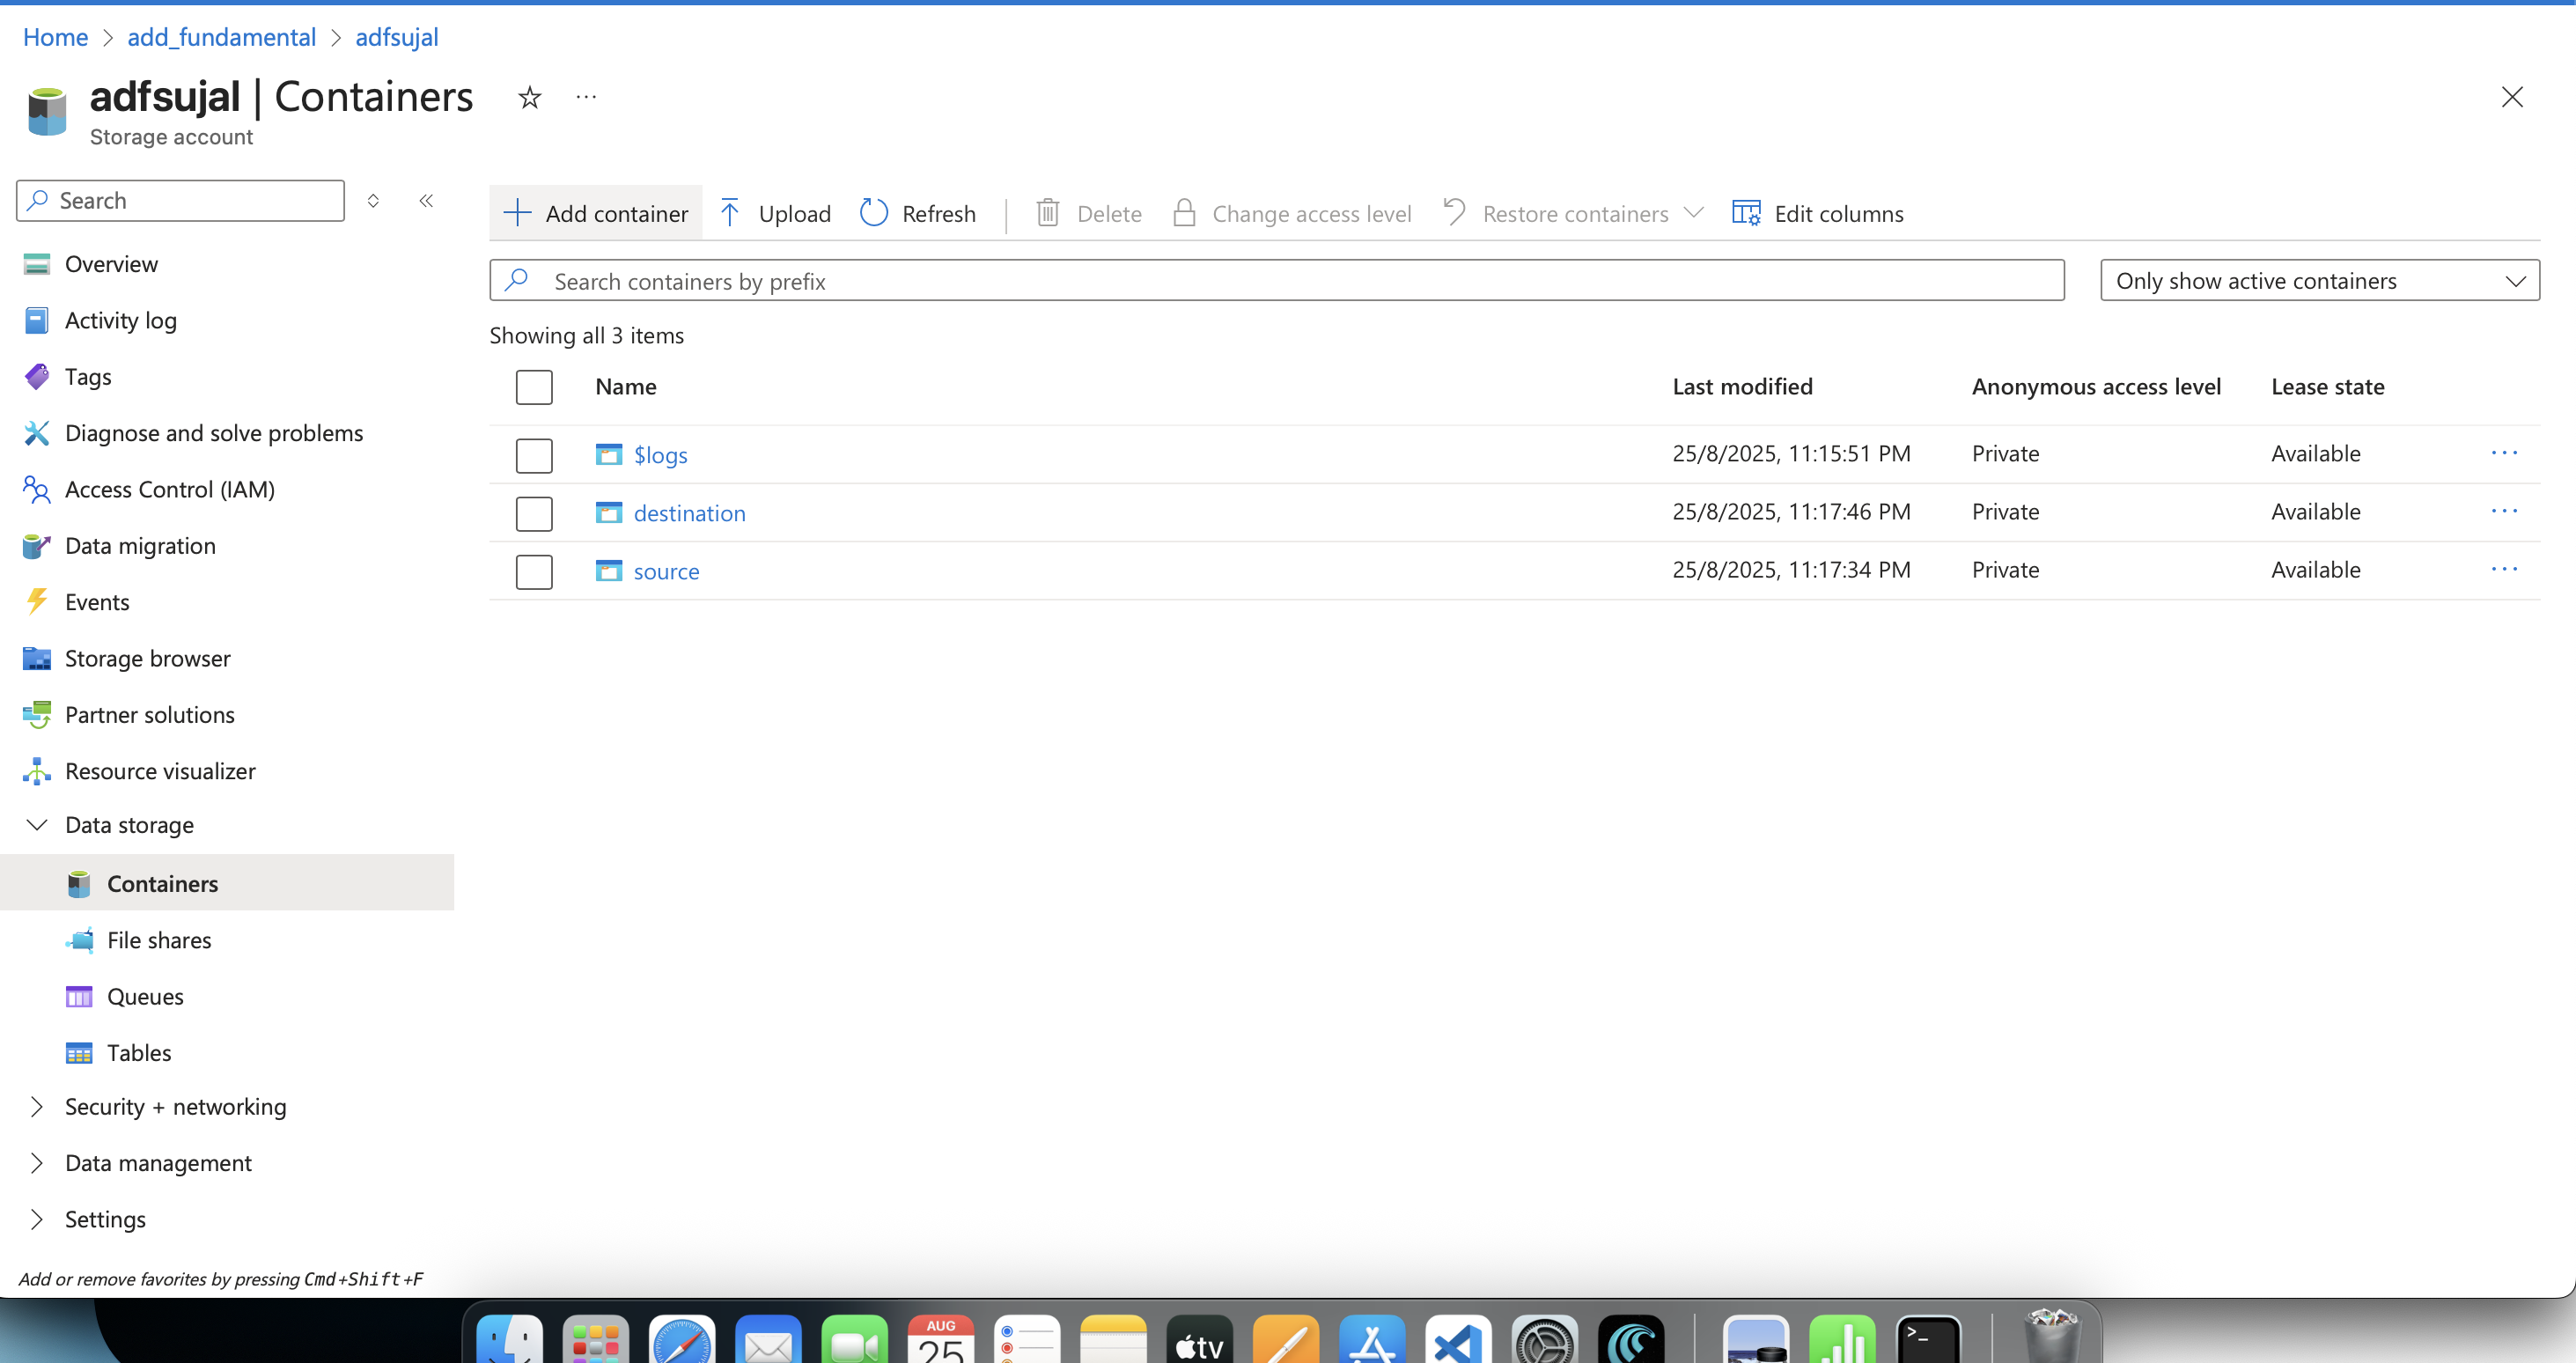 Home > add_fundamental > adfsujal
adfsujal | Containers
Storage account
Search
Add container
Upload
Refresh
Delete
Change access level
Restore containers
Edit columns
Search containers by prefix
Only show active containers
Showing all 3 items
Name Last modified Anonymous access level Lease state
$logs 25/8/2025, 11:15:51 PM Private Available
destination 25/8/2025, 11:17:46 PM Private Available
source 25/8/2025, 11:17:34 PM Private Available
Overview
Activity log
Tags
Diagnose and solve problems
Access Control (IAM)
Data migration
Events
Storage browser
Partner solutions
Resource visualizer
Data storage
Containers
File shares
Queues
Tables
Security + networking
Data management
Settings
Add or remove favorites by pressing Cmd+Shift+F
AUG
25
tv
>_